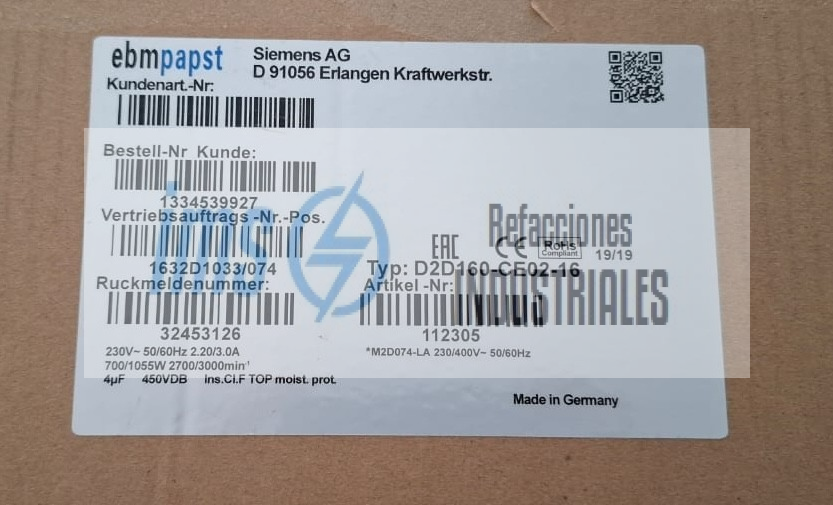 ebmpapst
Siemens AG
D 91056 Erlangen Kraftwerkstr.
Kundenart.-Nr:
Bestell-Nr Kunde:
1334539927
Vertriebsauftrags -Nr.-Pos.
1632D1033/074
Ruckmeldenummer:
32453126
230V~ 50/60Hz 2.20/3.0A
700/1055W 2700/3000min-¹
4µF 450VDB ins.Cl.F TOP moist. prot.
ims
Refacciones
INDUSTRIALES
EAC CE RoHS
Compliant
19/19
Typ: D2D160-CE02-16
Artikel -Nr:
112305
*M2D074-LA 230/400V~ 50/60Hz
Made in Germany